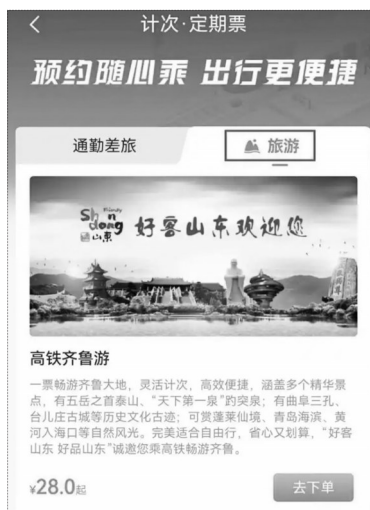 计次·定期票
预约随心乘 出行更便捷
通勤差旅
旅游
Friendly
Shandong
好客山东欢迎您
高铁齐鲁游
一票畅游齐鲁大地，灵活计次，高效便捷，涵盖多个精华景
点，有五岳之首泰山、“天下第一泉”趵突泉；有曲阜三孔、
台儿庄古城等历史文化古迹；可赏蓬莱仙境、青岛海滨、黄
河入海口等自然风光。完美适合自由行，省心又划算，“好客
山东 好品山东”诚邀您乘高铁畅游齐鲁。
¥28.0起
去下单